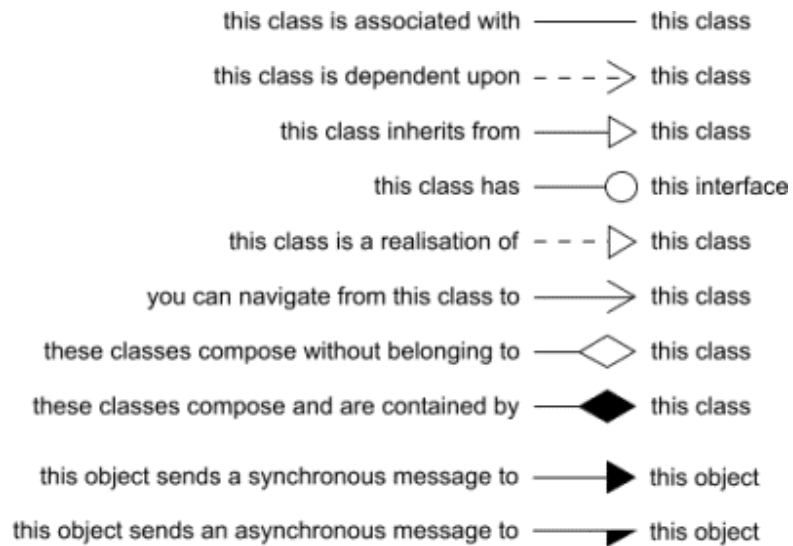 this class is associated with this class
this class is dependent upon this class
this class inherits from this class
this class has this interface
this class is a realisation of this class
you can navigate from this class to this class
these classes compose without belonging to this class
these classes compose and are contained by this class
this object sends a synchronous message to this object
this object sends an asynchronous message to this object